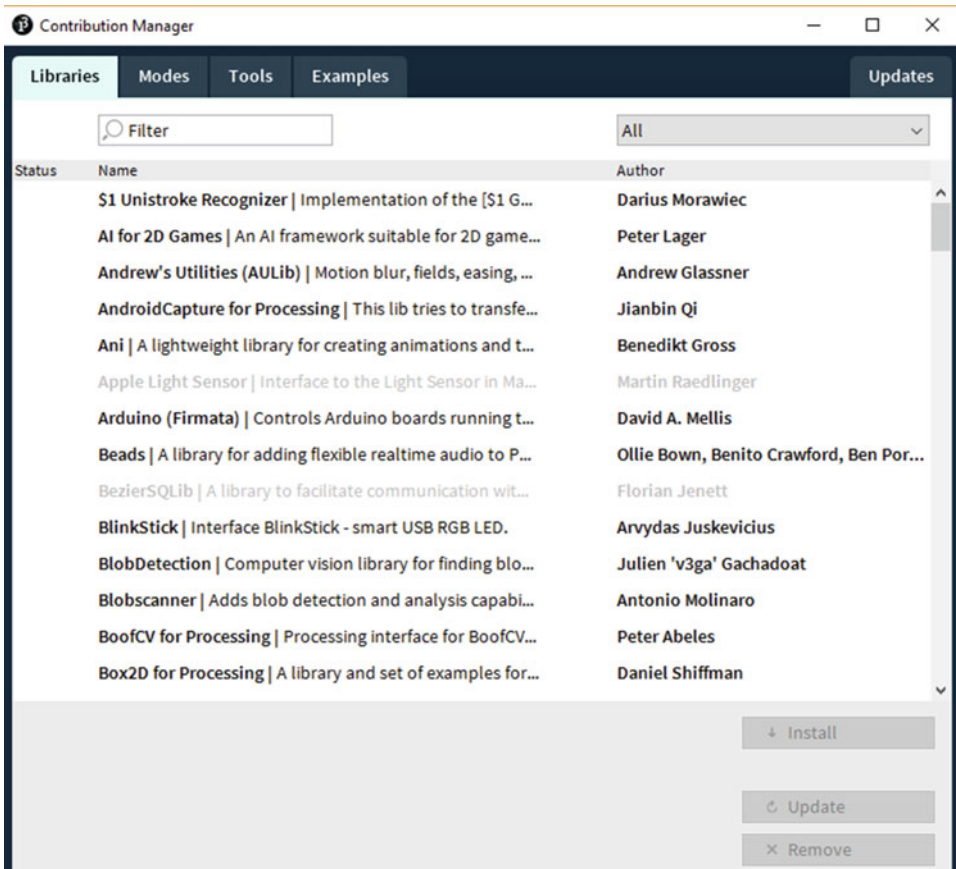 Contribution Manager
Libraries Modes Tools Examples Updates
Filter All
Status Name Author
$1 Unistroke Recognizer | Implementation of the [$1 G... Darius Morawiec
AI for 2D Games | An AI framework suitable for 2D game... Peter Lager
Andrew's Utilities (AULib) | Motion blur, fields, easing, ... Andrew Glassner
AndroidCapture for Processing | This lib tries to transfe... Jianbin Qi
Ani | A lightweight library for creating animations and t... Benedikt Gross
Apple Light Sensor | Interface to the Light Sensor in Ma... Martin Raedlinger
Arduino (Firmata) | Controls Arduino boards running t... David A. Mellis
Beads | A library for adding flexible realtime audio to P... Ollie Bown, Benito Crawford, Ben Por...
BezierSQLib | A library to facilitate communication wit... Florian Jenett
BlinkStick | Interface BlinkStick - smart USB RGB LED. Arvydas Juskevicius
BlobDetection | Computer vision library for finding blo... Julien 'v3ga' Gachadoat
Blobscanner | Adds blob detection and analysis capabi... Antonio Molinaro
BoofCV for Processing | Processing interface for BoofCV... Peter Abeles
Box2D for Processing | A library and set of examples for... Daniel Shiffman
Install
Update
Remove